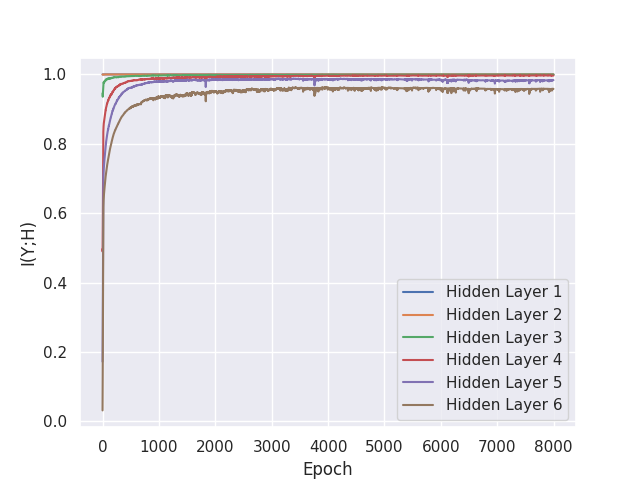 1.0
0.8
0.6
0.4
0.2
0.0
I(Y;H)
0 1000 2000 3000 4000 5000 6000 7000 8000
Epoch
Hidden Layer 1
Hidden Layer 2
Hidden Layer 3
Hidden Layer 4
Hidden Layer 5
Hidden Layer 6